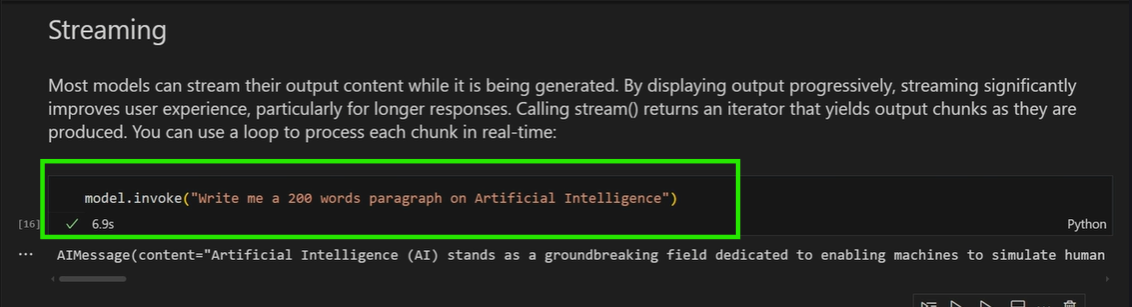 Streaming
Most models can stream their output content while it is being generated. By displaying output progressively, streaming significantly
improves user experience, particularly for longer responses. Calling stream() returns an iterator that yields output chunks as they are
produced. You can use a loop to process each chunk in real-time:
model.invoke("Write me a 200 words paragraph on Artificial Intelligence")
[16] 6.9s Python
AIMessage(content="Artificial Intelligence (AI) stands as a groundbreaking field dedicated to enabling machines to simulate human